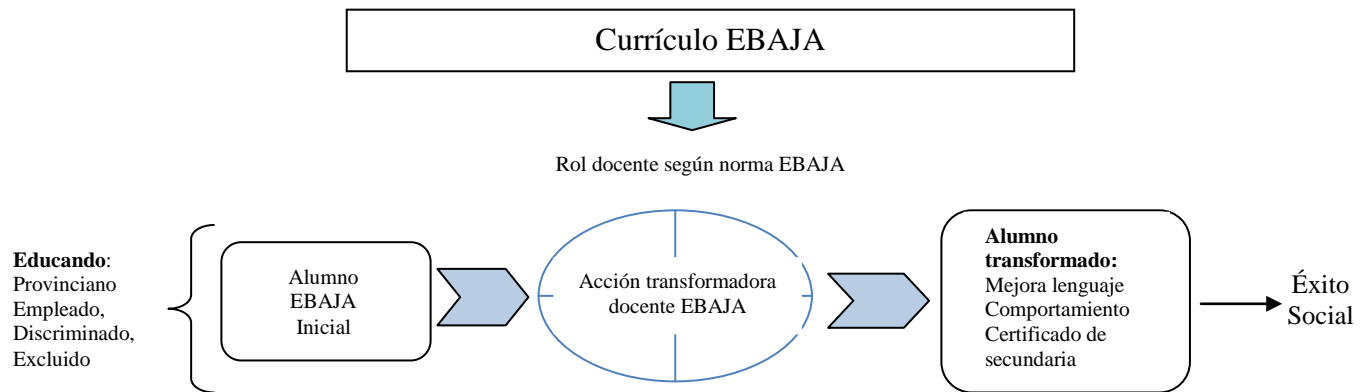 Currículo EBAJA
Rol docente según norma EBAJA
Educando:
Provinciano
Empleado,
Discriminado,
Excluido
Alumno
EBAJA
Inicial
Acción transformadora
docente EBAJA
Alumno
transformado:
Mejora lenguaje
Comportamiento
Certificado de
secundaria
Éxito
Social